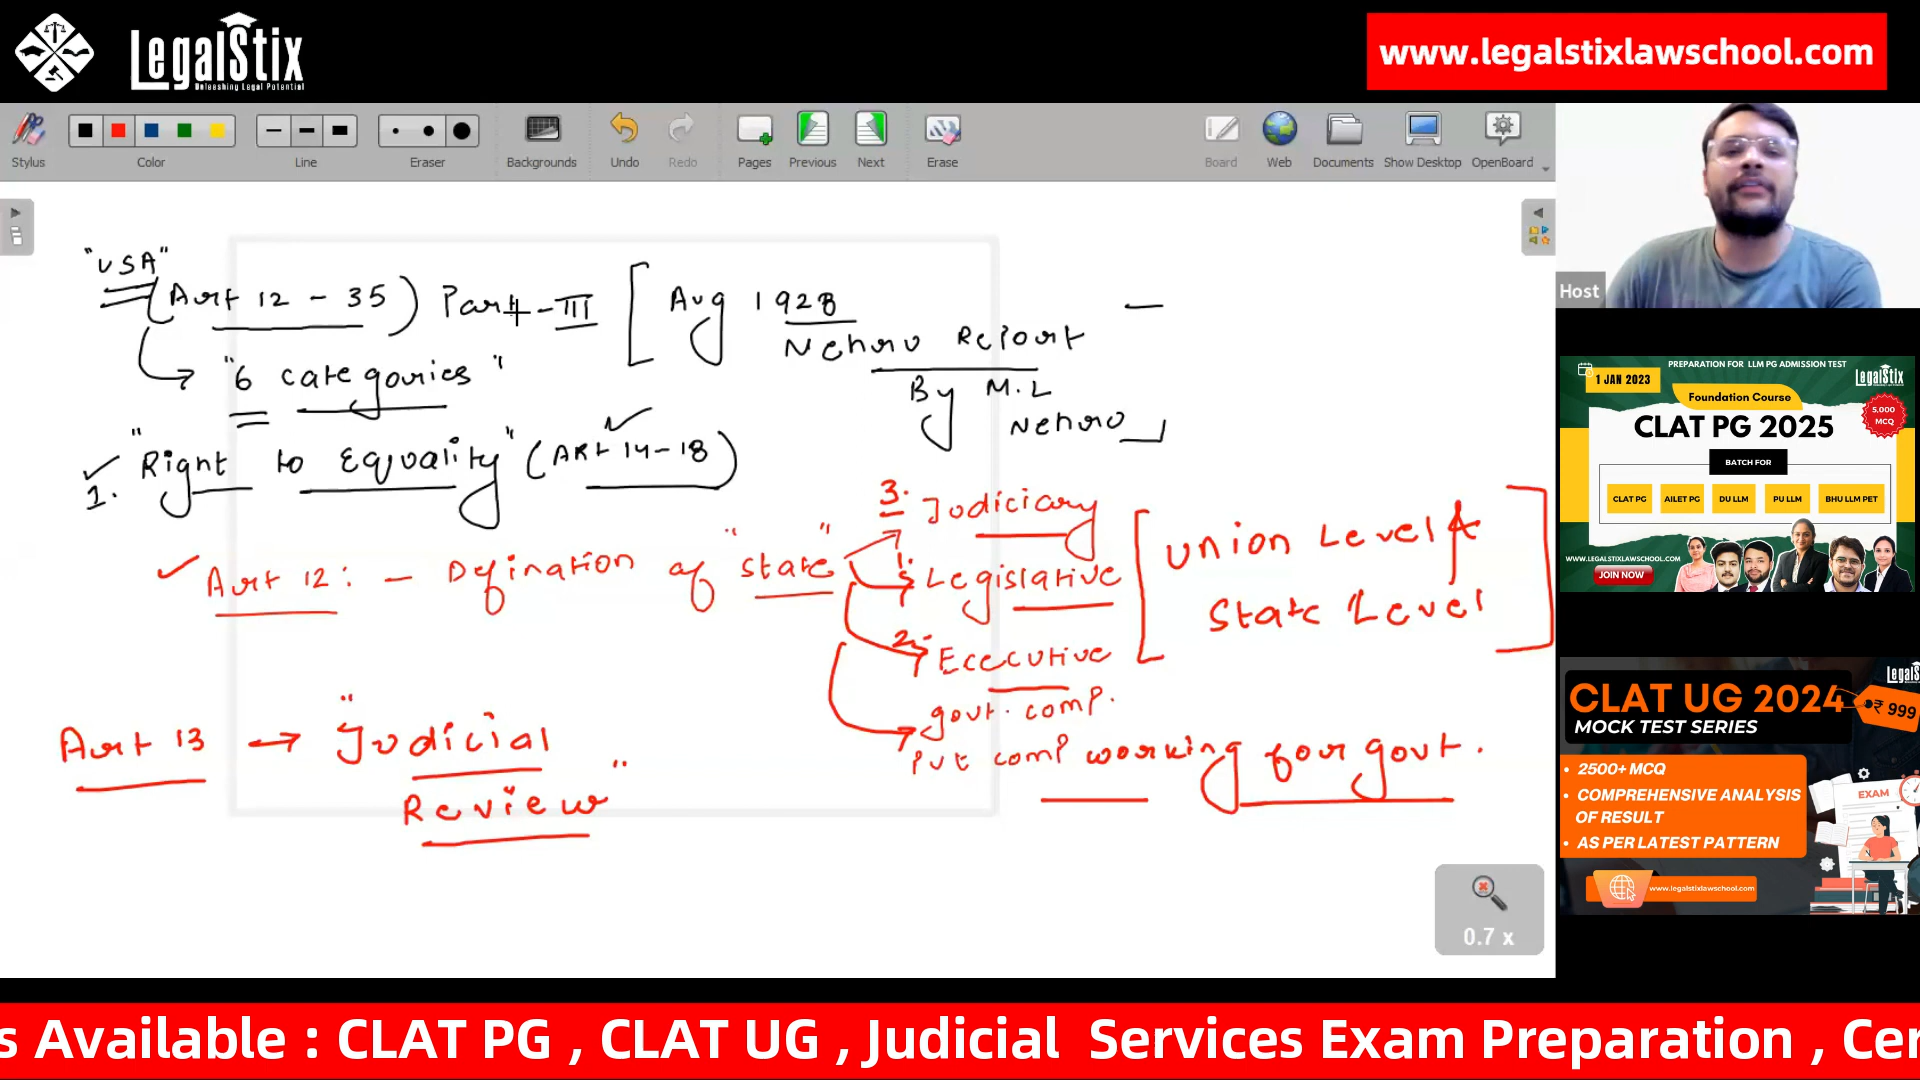 LegalStix
Unleashing Legal Potential
www.legalstixlawschool.com
Stylus
Color
Line
Eraser
Backgrounds
Undo
Redo
Pages
Previous
Next
Erase
Board
Web
Documents
Show Desktop
OpenBoard
"USA"
(Art 12 - 35) Part - III [ Aug 1928
Nehru Report
By M.L
Nehru ]
"6 categories"
1. "Right to Equality" (ART 14-18)
Art 12 : - Defination of "state"
3. Judiciary
1. Legislative
2.Ececutive
govt. comp.
Pvt comp working for govt.
[ Union Level &
State Level ]
Art 13 → "Judicial
Review"
0.7 x
Host
PREPARATION FOR LLM PG ADMISSION TEST
1 JAN 2023
LegalStix
Foundation Course
5,000
MCQ
CLAT PG 2025
BATCH FOR
CLAT PG
AILET PG
DU LLM
PU LLM
BHU LLM PET
WWW.LEGALSTIXLAWSCHOOL.COM
JOIN NOW
LegalS
CLAT UG 2024
₹ 999
MOCK TEST SERIES
• 2500+ MCQ
• COMPREHENSIVE ANALYSIS
OF RESULT
• AS PER LATEST PATTERN
EXAM
www.legalstixlawschool.com
s Available : CLAT PG , CLAT UG , Judicial Services Exam Preparation , Cer